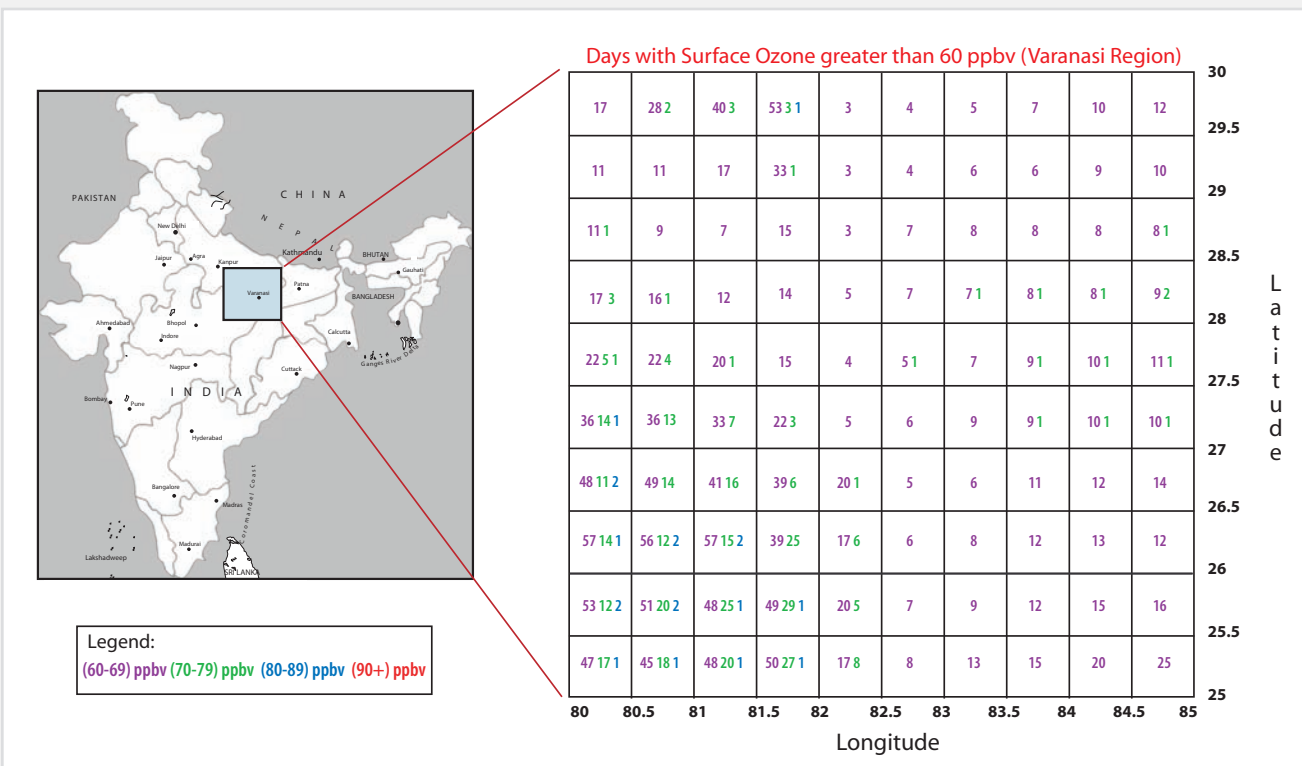 Days with Surface Ozone greater than 60 ppbv (Varanasi Region)
PAKISTAN
CHINA
NEPAL
New Delhi
Jaipur
Agra
Kanpur
Kathmandu
BHUTAN
Gauhati
Varanasi
Patna
BANGLADESH
Ahmedabad
Bhopol
Indore
Calcutta
Ganges River Delta
Nagpur
Cuttack
INDIA
Bombay
Pune
Hyderabad
Coromandel Coast
Bangalore
Madras
Lakshadweep
Madurai
SRI LANKA
Legend:
(60-69) ppbv (70-79) ppbv (80-89) ppbv (90+) ppbv
30
17 28 2 40 3 53 3 1 3 4 5 7 10 12
29.5
11 11 17 33 1 3 4 6 6 9 10
29
11 1 9 7 15 3 7 8 8 8 8 1
28.5
17 3 16 1 12 14 5 7 7 1 8 1 8 1 9 2
28
22 5 1 22 4 20 1 15 4 5 1 7 9 1 10 1 11 1
27.5
36 14 1 36 13 33 7 22 3 5 6 9 9 1 10 1 10 1
27
48 11 2 49 14 41 16 39 6 20 1 5 6 11 12 14
26.5
57 14 1 56 12 2 57 15 2 39 25 17 6 6 8 12 13 12
26
53 12 2 51 20 2 48 25 1 49 29 1 20 5 7 9 12 15 16
25.5
47 17 1 45 18 1 48 20 1 50 27 1 17 8 8 13 15 20 25
25
80 80.5 81 81.5 82 82.5 83 83.5 84 84.5 85
Longitude
Latitude